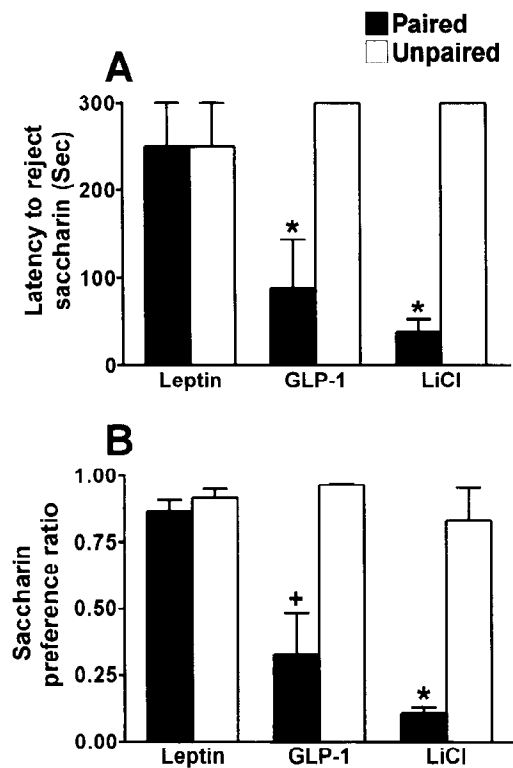 Paired
Unpaired
A
Latency to reject
saccharin (Sec)
300
200
100
0
*
*
Leptin
GLP-1
LiCl
B
Saccharin
preference ratio
1.00
0.75
0.50
0.25
0.00
+
*
Leptin
GLP-1
LiCl